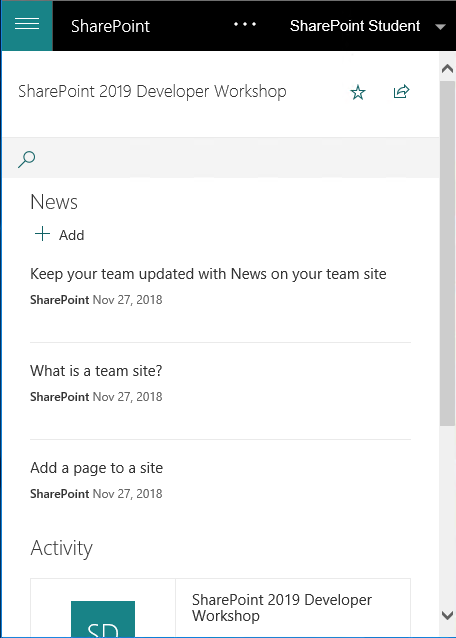 SharePoint
SharePoint Student
SharePoint 2019 Developer Workshop
News
Add
Keep your team updated with News on your team site
SharePoint Nov 27, 2018
What is a team site?
SharePoint Nov 27, 2018
Add a page to a site
SharePoint Nov 27, 2018
Activity
SD
SharePoint 2019 Developer
Workshop